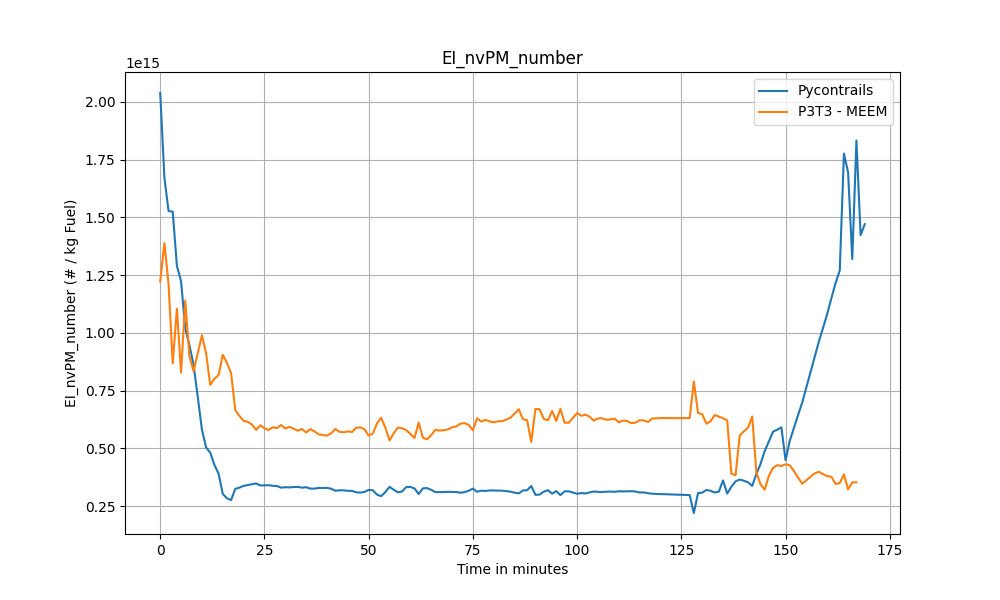 EI_nvPM_number
1e15
Pycontrails
P3T3 - MEEM
2.00
1.75
1.50
1.25
1.00
0.75
0.50
0.25
EI_nvPM_number (# / kg Fuel)
0 25 50 75 100 125 150 175
Time in minutes